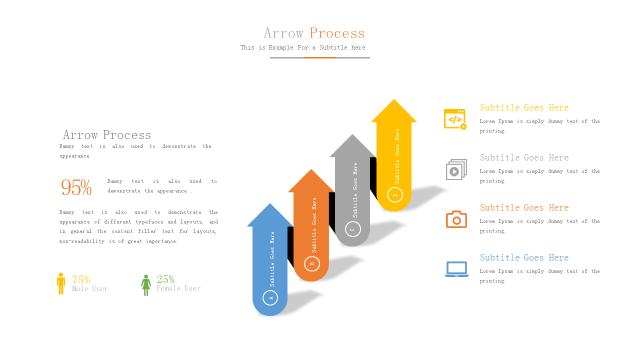 Arrow Process
This is Example For a Subtitle here
Arrow Process
Dummy text is also used to demonstrate the
appearance
95%
Dummy text is also used to
demonstrate the appearance .
Dummy text is also used to demonstrate the
appearance of different typefaces and layouts, and
in general the content filler text for layouts,
non-readability is of great importance.
75%
Male User
25%
Female User
A
Subtitle Goes Here
B
Subtitle Goes Here
C
Subtitle Goes Here
Subtitle Goes Here
Subtitle Goes Here
Lorem Ipsum is simply dummy text of the
printing.
Subtitle Goes Here
Lorem Ipsum is simply dummy text of the
printing.
Subtitle Goes Here
Lorem Ipsum is simply dummy text of the
printing.
Subtitle Goes Here
Lorem Ipsum is simply dummy text of the
printing.